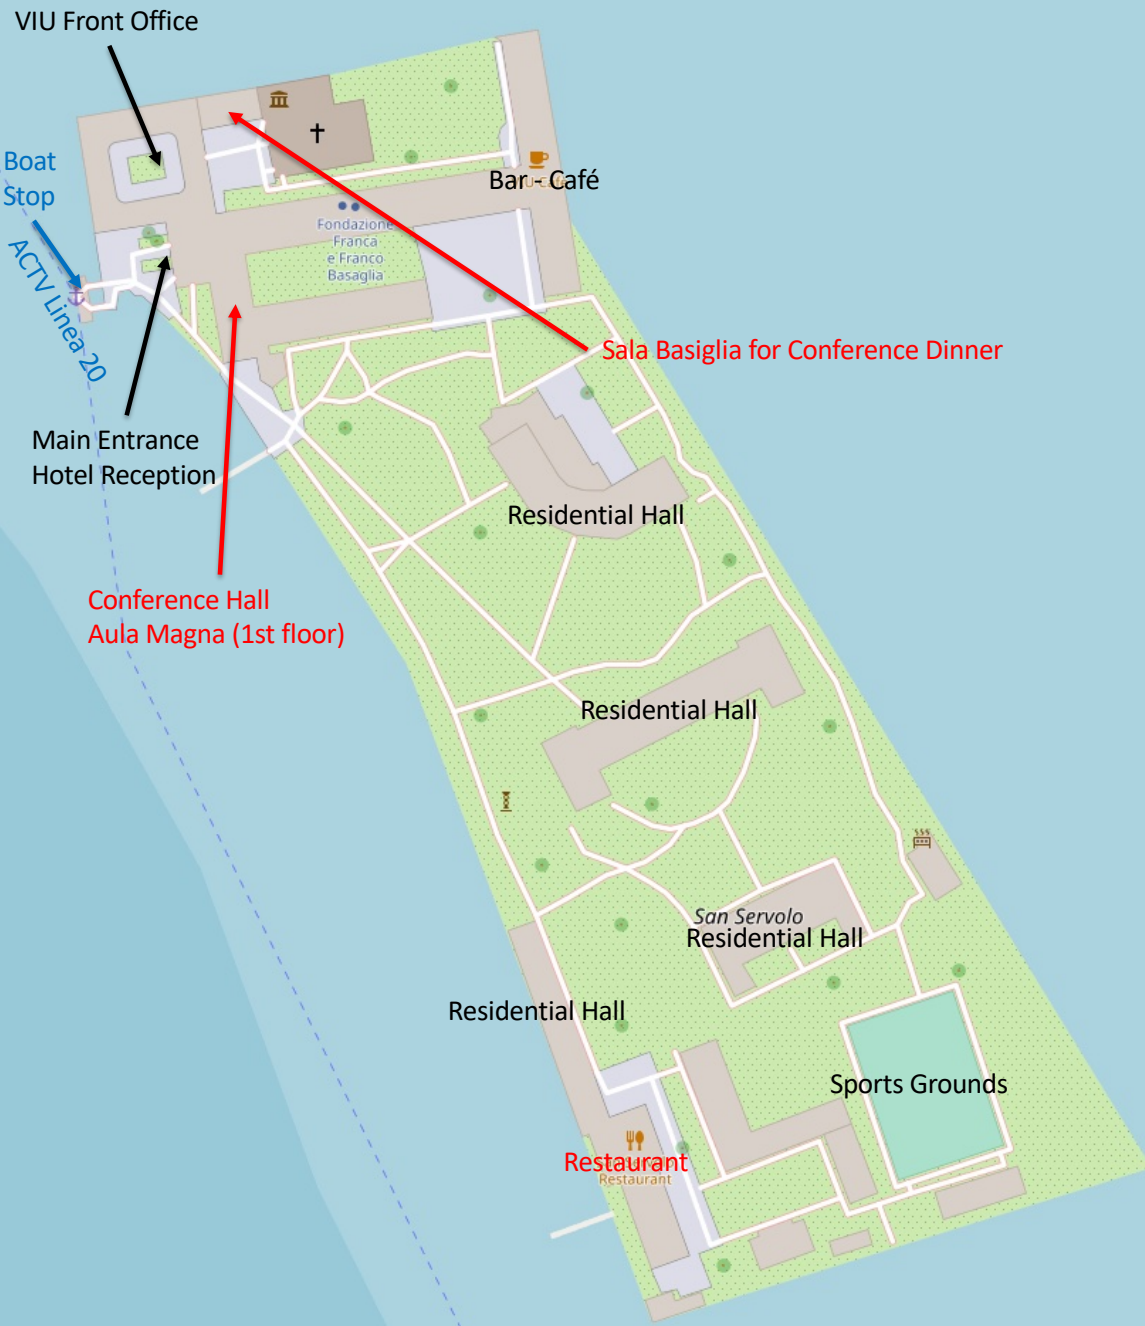 VIU Front Office
Boat
Stop
ACTV Linea 20
Bar - Café
Fondazione
Franca
e Franco
Basaglia
Sala Basiglia for Conference Dinner
Main Entrance
Hotel Reception
Residential Hall
Conference Hall
Aula Magna (1st floor)
Residential Hall
San Servolo
Residential Hall
Residential Hall
Sports Grounds
Restaurant
Restaurant